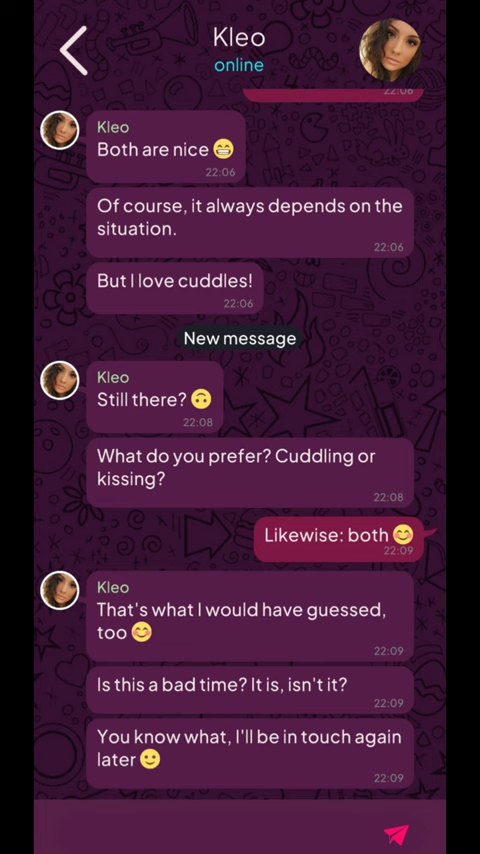 Kleo
online
22:06
Kleo
Both are nice 😁
22:06
Of course, it always depends on the
situation.
22:06
But I love cuddles!
22:06
New message
Kleo
Still there? 🙃
22:08
What do you prefer? Cuddling or
kissing?
22:08
Likewise: both 😊
22:09
Kleo
That's what I would have guessed,
too 😊
22:09
Is this a bad time? It is, isn't it?
22:09
You know what, I'll be in touch again
later 🙂
22:09